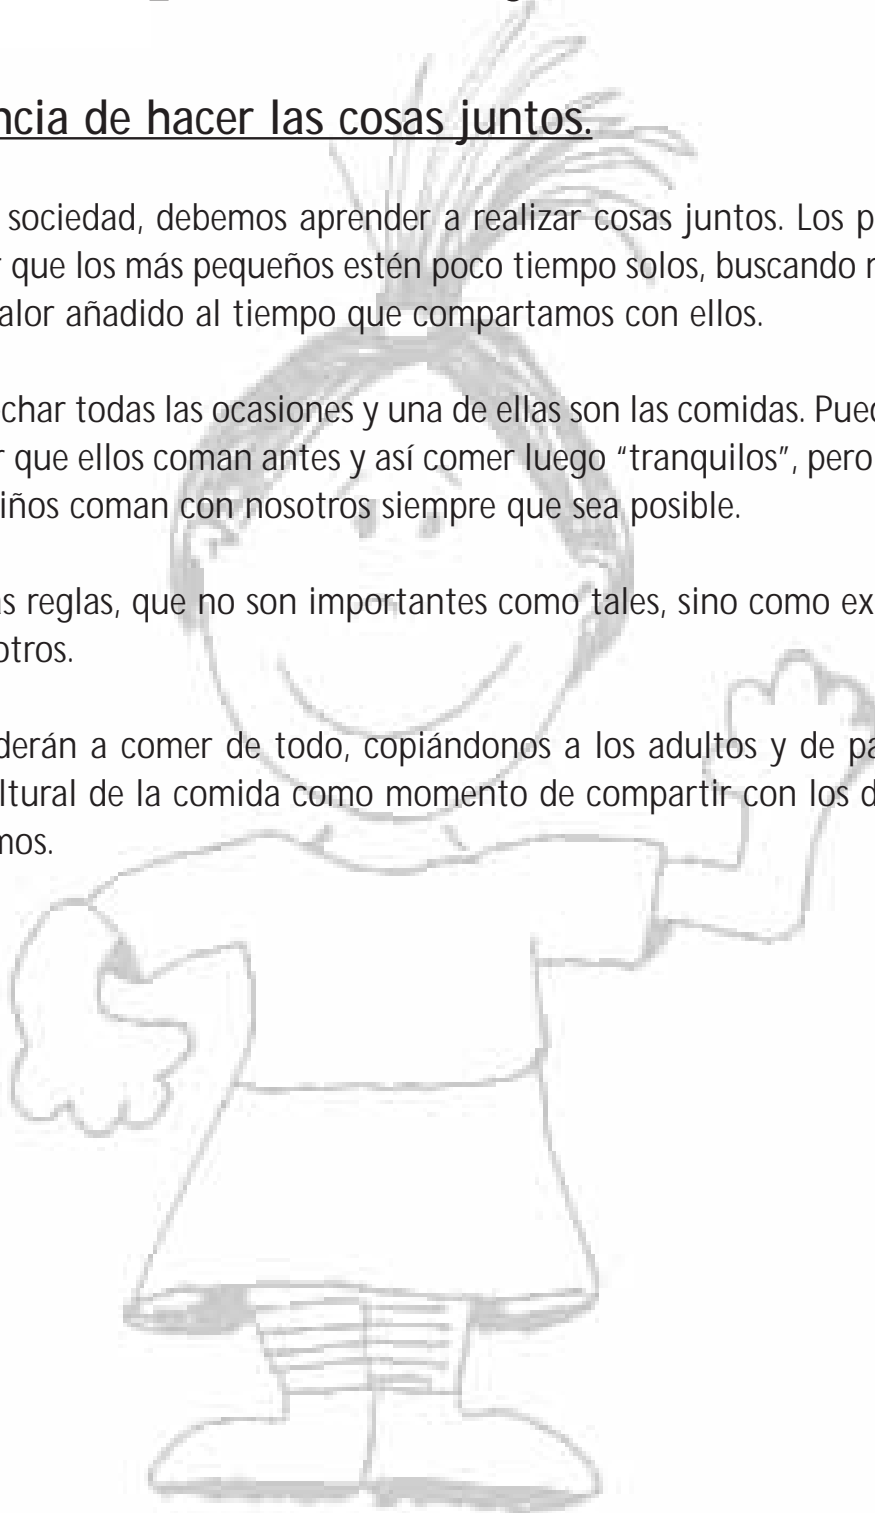 ncia de hacer las cosas juntos.
sociedad, debemos aprender a realizar cosas juntos. Los p
r que los más pequeños estén poco tiempo solos, buscando
alor añadido al tiempo que compartamos con ellos.
char todas las ocasiones y una de ellas son las comidas. Pued
r que ellos coman antes y así comer luego “tranquilos”, pero
iños coman con nosotros siempre que sea posible.
as reglas, que no son importantes como tales, sino como ex
otros.
derán a comer de todo, copiándonos a los adultos y de pa
ltural de la comida como momento de compartir con los d
mos.